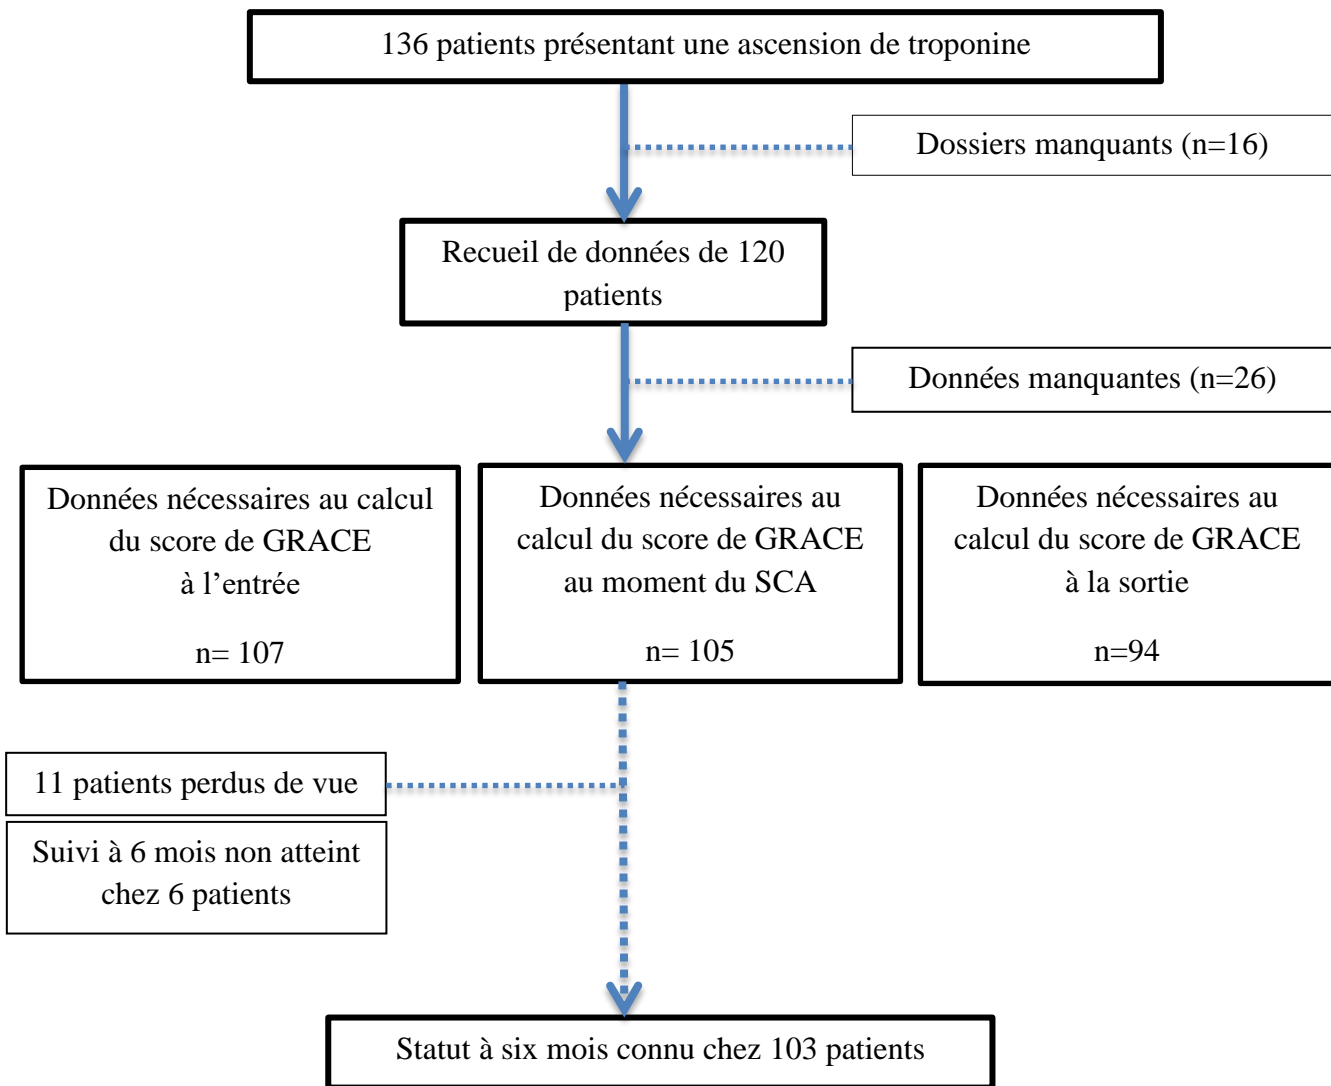 136 patients présentant une ascension de troponine
Dossiers manquants (n=16)
Recueil de données de 120
patients
Données manquantes (n=26)
Données nécessaires au calcul
du score de GRACE
à l’entrée
n= 107
Données nécessaires au
calcul du score de GRACE
au moment du SCA
n= 105
Données nécessaires au
calcul du score de GRACE
à la sortie
n=94
11 patients perdus de vue
Suivi à 6 mois non atteint
chez 6 patients
Statut à six mois connu chez 103 patients